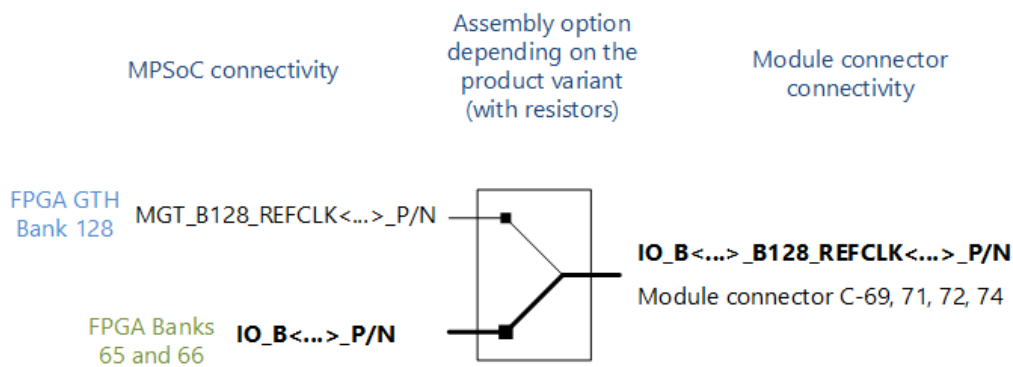 MPSoC connectivity
Assembly option
depending on the
product variant
(with resistors)
Module connector
connectivity
FPGA GTH
Bank 128
MGT_B128_REFCLK<...>_P/N
IO_B<...>_B128_REFCLK<...>_P/N
Module connector C-69, 71, 72, 74
FPGA Banks
65 and 66
IO_B<...>_P/N